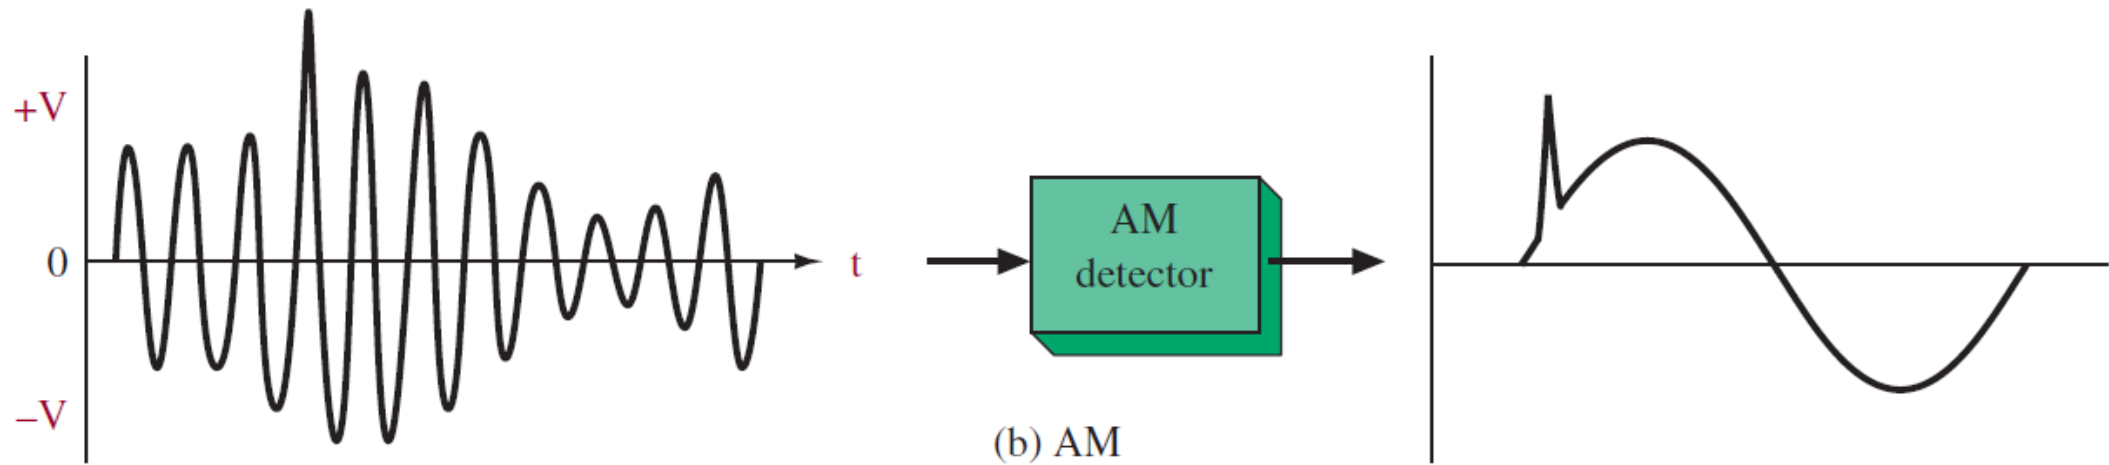 +V
0
–V
t
AM
detector
(b) AM